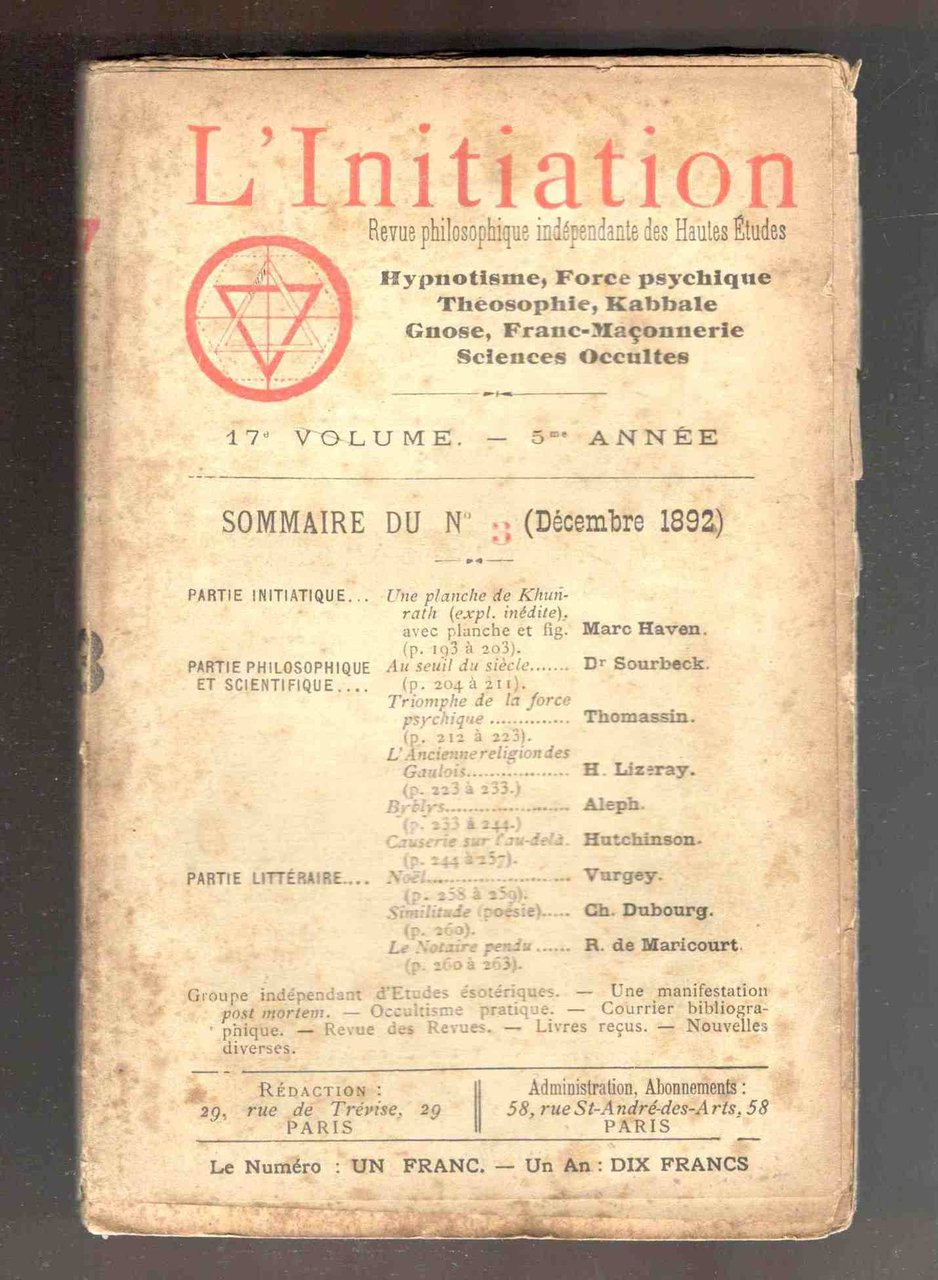 L'Initiation
Revue philosophique indépendante des Hautes Études
Hypnotisme, Force psychique
Théosophie, Kabbale
Gnose, Franc-Maçonnerie
Sciences Occultes
17e VOLUME. — 5me ANNÉE
SOMMAIRE DU No 3 (Décembre 1892)
PARTIE INITIATIQUE... Une planche de Khun-
rath (expl. inédite),
avec planche et fig. Marc Haven.
(p. 193 à 203).
PARTIE PHILOSOPHIQUE Au seuil du siècle....... Dr Sourbeck.
ET SCIENTIFIQUE.... (p. 204 à 211).
Triomphe de la force
psychique .............. Thomassin.
(p. 212 à 223).
L'Ancienne religion des
Gaulois.................. H. Lizeray.
(p. 223 à 233.)
Byblys..................... Aleph.
(p. 233 à 244.)
Causerie sur l'au-delà. Hutchinson.
(p. 244 à 257).
PARTIE LITTÉRAIRE.... Noël........................ Vurgey.
(p. 258 à 259).
Similitude (poésie)..... Ch. Dubourg.
(p. 260).
Le Notaire pendu ...... R. de Maricourt.
(p. 260 à 263).
Groupe indépendant d'Etudes ésotériques. — Une manifestation
post mortem. — Occultisme pratique. — Courrier bibliogra-
phique. — Revue des Revues. — Livres reçus. — Nouvelles
diverses.
RÉDACTION :
29, rue de Trévise, 29
PARIS
Administration, Abonnements :
58, rue St-André-des-Arts, 58
PARIS
Le Numéro : UN FRANC. — Un An : DIX FRANCS
7
3